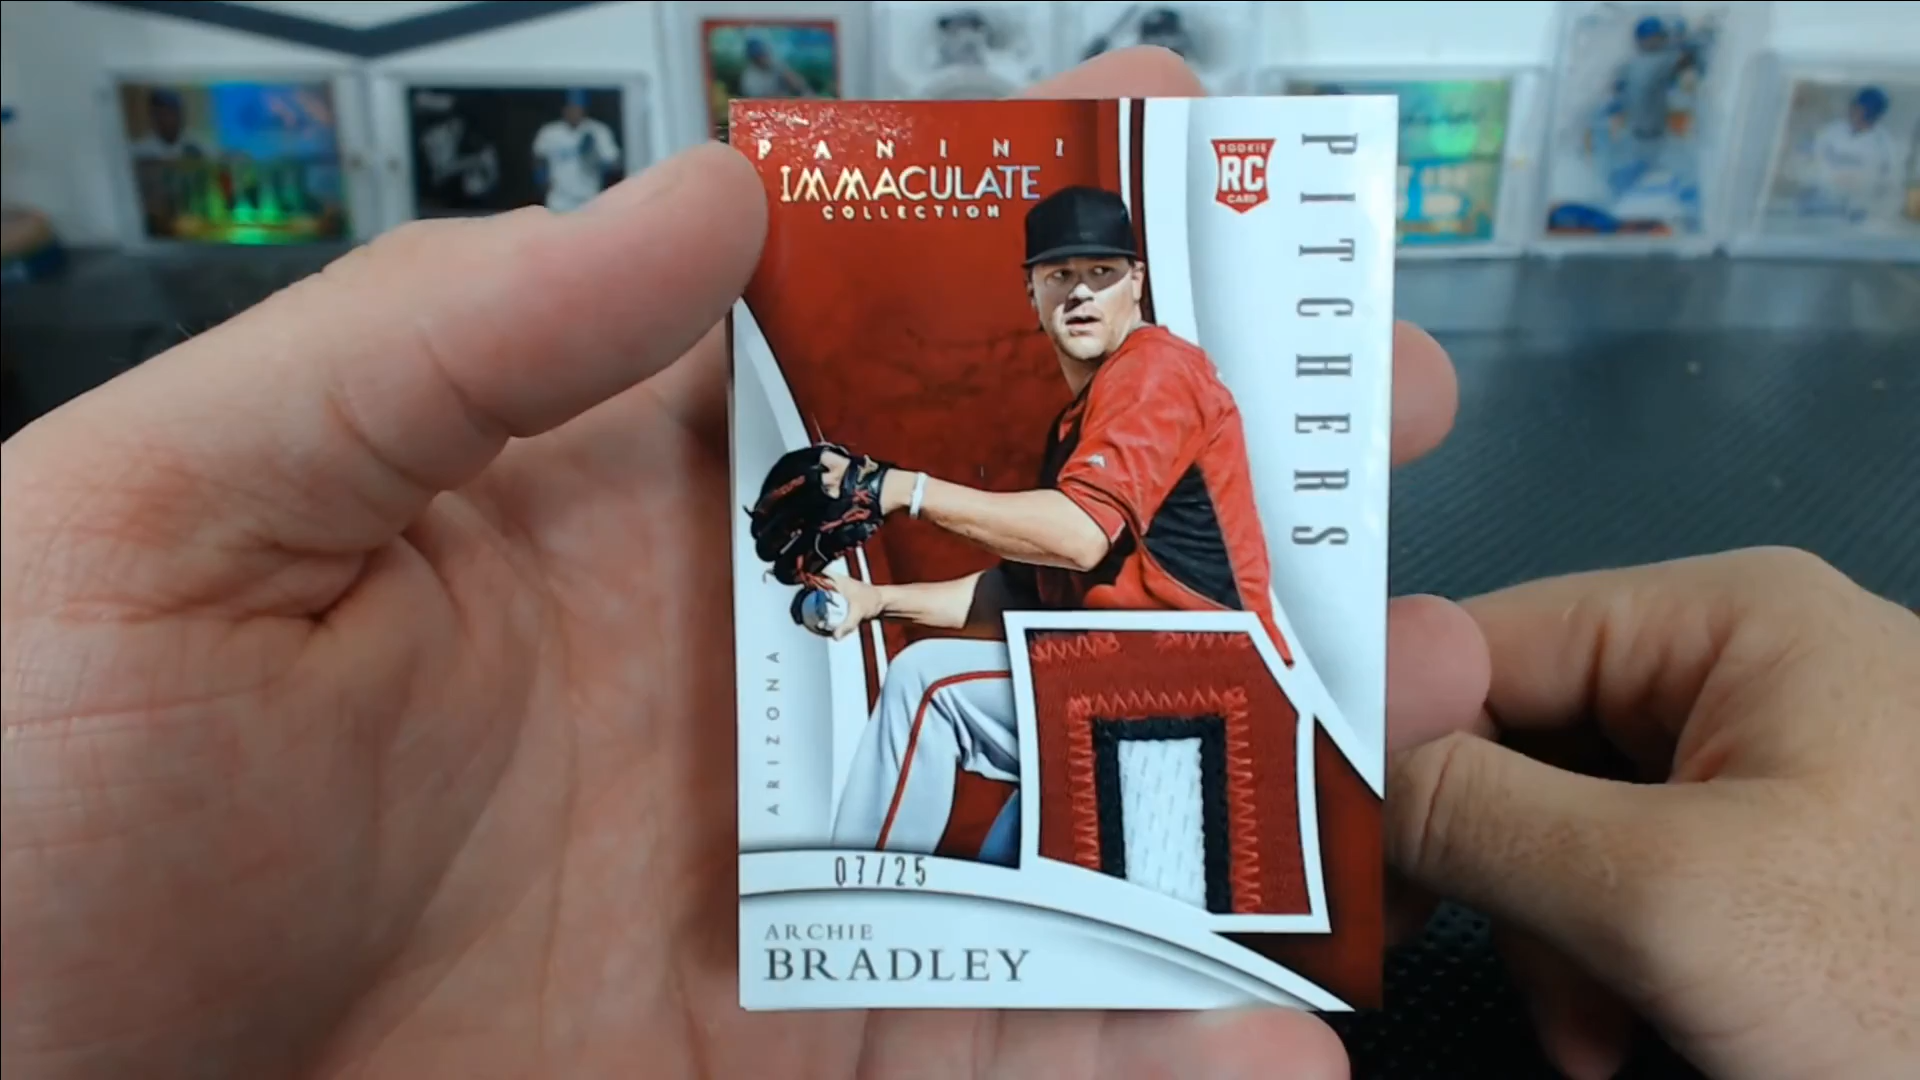 PANINI
IMMACULATE
COLLECTION
ROOKIE
RC
CARD
PITCHERS
ARIZONA
07/25
ARCHIE
BRADLEY